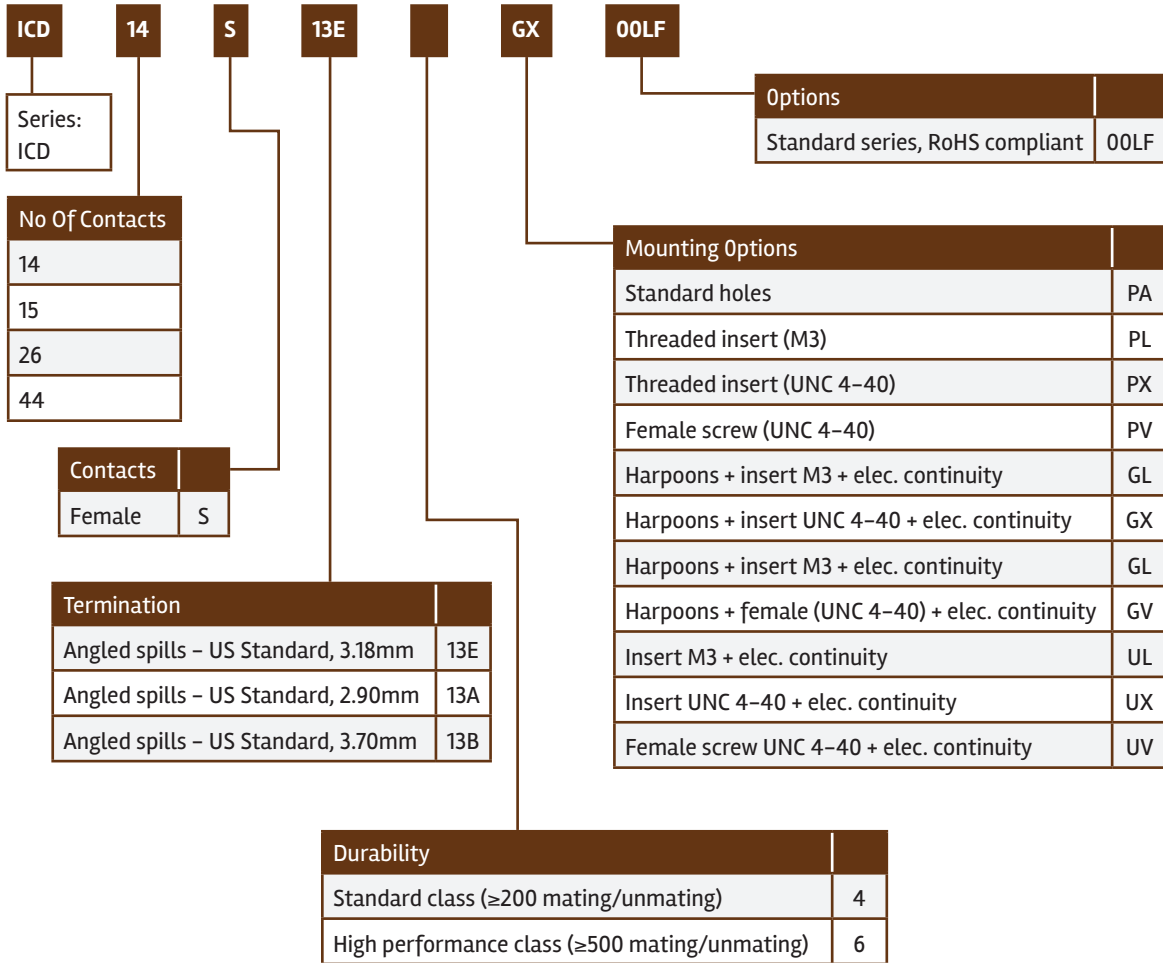 ICD 14 S 13E GX 00LF
Series:
ICD
Options
Standard series, RoHS compliant 00LF
No Of Contacts
14
15
26
44
Mounting Options
Standard holes PA
Threaded insert (M3) PL
Threaded insert (UNC 4–40) PX
Female screw (UNC 4–40) PV
Harpoons + insert M3 + elec. continuity GL
Harpoons + insert UNC 4–40 + elec. continuity GX
Harpoons + insert M3 + elec. continuity GL
Harpoons + female (UNC 4–40) + elec. continuity GV
Insert M3 + elec. continuity UL
Insert UNC 4–40 + elec. continuity UX
Female screw UNC 4–40 + elec. continuity UV
Contacts
Female S
Termination
Angled spills – US Standard, 3.18mm 13E
Angled spills – US Standard, 2.90mm 13A
Angled spills – US Standard, 3.70mm 13B
Durability
Standard class (≥200 mating/unmating) 4
High performance class (≥500 mating/unmating) 6